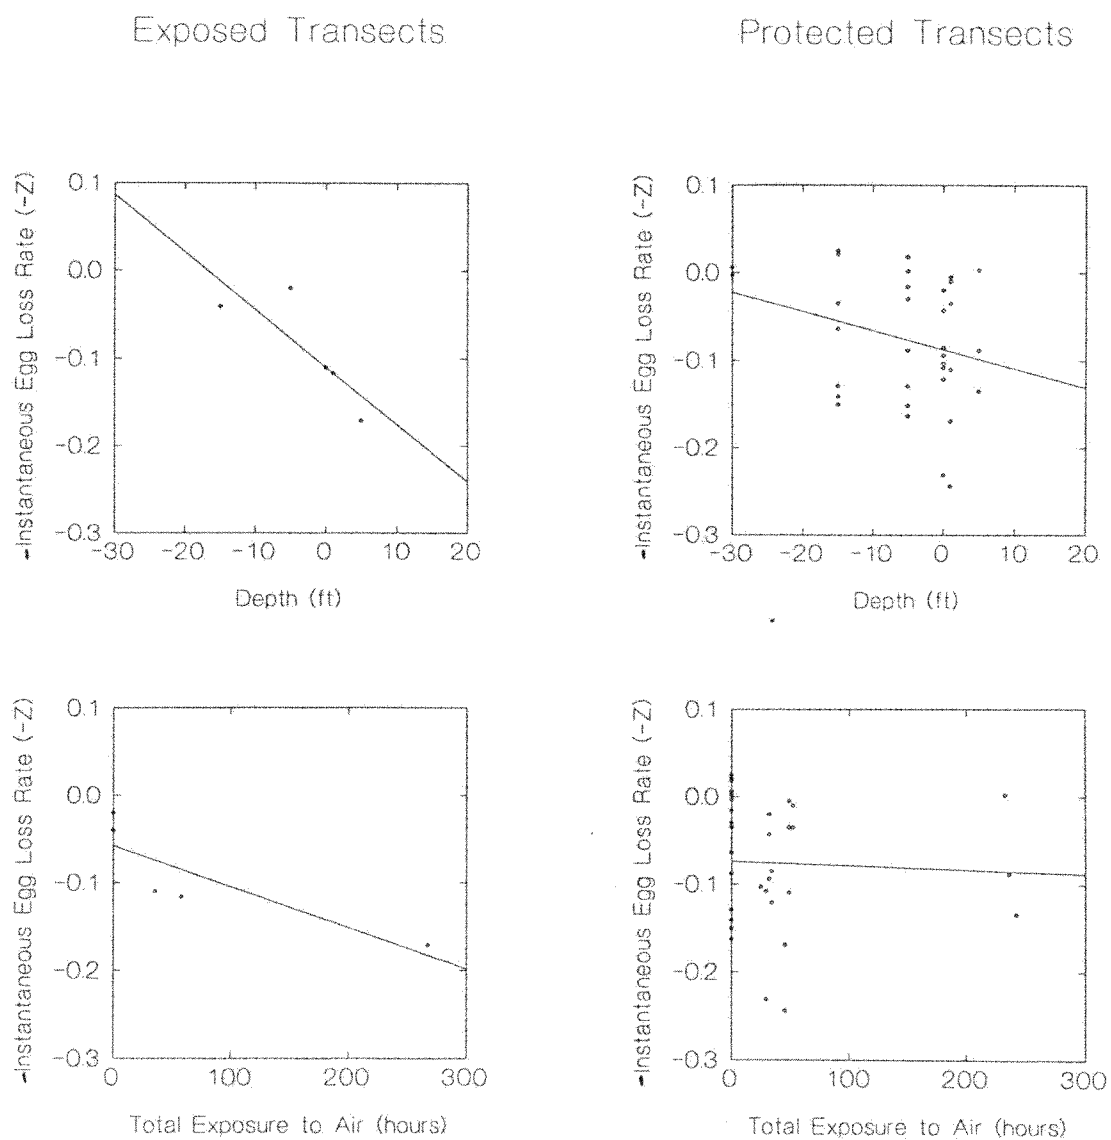 Exposed Transects
Protected Transects
-Instantaneous Egg Loss Rate (-Z)
0.1
0.0
-0.1
-0.2
-0.3
-30 -20 -10 0 10 20
Depth (ft)
-Instantaneous Egg Loss Rate (-Z)
0.1
0.0
-0.1
-0.2
-0.3
-30 -20 -10 0 10 20
Depth (ft)
-Instantaneous Egg Loss Rate (-Z)
0.1
0.0
-0.1
-0.2
-0.3
0 100 200 300
Total Exposure to Air (hours)
-Instantaneous Egg Loss Rate (-Z)
0.1
0.0
-0.1
-0.2
-0.3
0 100 200 300
Total Exposure to Air (hours)